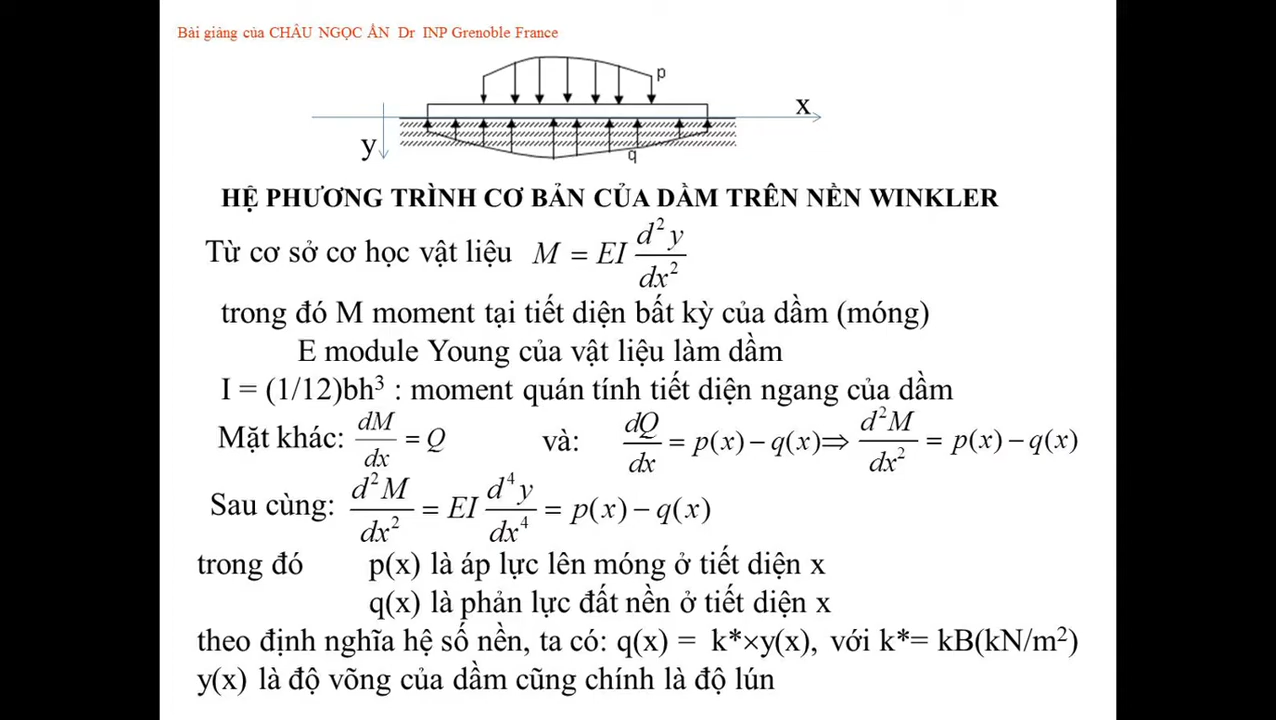 Bài giảng của CHÂU NGỌC ẨN Dr INP Grenoble France
p
x
y
q
HỆ PHƯƠNG TRÌNH CƠ BẢN CỦA DẦM TRÊN NỀN WINKLER
Từ cơ sở cơ học vật liệu M = EI d²y/dx²
trong đó M moment tại tiết diện bất kỳ của dầm (móng)
E module Young của vật liệu làm dầm
I = (1/12)bh³ : moment quán tính tiết diện ngang của dầm
Mặt khác: dM/dx = Q và: dQ/dx = p(x) − q(x) ⇒ d²M/dx² = p(x) − q(x)
Sau cùng: d²M/dx² = EI d⁴y/dx⁴ = p(x) − q(x)
trong đó p(x) là áp lực lên móng ở tiết diện x
q(x) là phản lực đất nền ở tiết diện x
theo định nghĩa hệ số nền, ta có: q(x) = k*×y(x), với k*= kB(kN/m²)
y(x) là độ võng của dầm cũng chính là độ lún